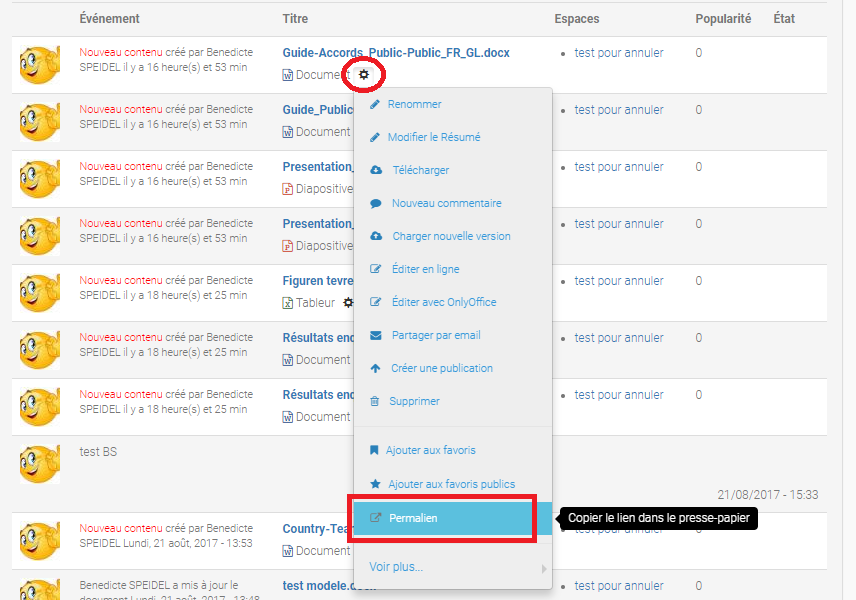 Événement Titre Espaces Popularité État
Nouveau contenu créé par Benedicte
SPEIDEL il y a 16 heure(s) et 53 min
Guide-Accords_Public-Public_FR_GL.docx
Document
test pour annuler
0
Nouveau contenu créé par Benedicte
SPEIDEL il y a 16 heure(s) et 53 min
Guide_Public
Document
test pour annuler
0
Nouveau contenu créé par Benedicte
SPEIDEL il y a 16 heure(s) et 53 min
Presentation_
Diapositive
test pour annuler
0
Nouveau contenu créé par Benedicte
SPEIDEL il y a 16 heure(s) et 53 min
Presentation_
Diapositive
test pour annuler
0
Nouveau contenu créé par Benedicte
SPEIDEL il y a 18 heure(s) et 25 min
Figuren tevre
Tableur
test pour annuler
0
Nouveau contenu créé par Benedicte
SPEIDEL il y a 18 heure(s) et 25 min
Résultats enq
Document
test pour annuler
0
Nouveau contenu créé par Benedicte
SPEIDEL il y a 18 heure(s) et 25 min
Résultats enq
Document
test pour annuler
0
test BS
21/08/2017 - 15:33
Nouveau contenu créé par Benedicte
SPEIDEL Lundi, 21 août, 2017 - 13:53
Country-Tea
Document
test pour annuler
0
Benedicte SPEIDEL a mis à jour le
document Lundi, 21 août, 2017 - 13:48
test modele.docx
test pour annuler
0
Renommer
Modifier le Résumé
Télécharger
Nouveau commentaire
Charger nouvelle version
Éditer en ligne
Éditer avec OnlyOffice
Partager par email
Créer une publication
Supprimer
Ajouter aux favoris
Ajouter aux favoris publics
Permalien
Copier le lien dans le presse-papier
Voir plus...